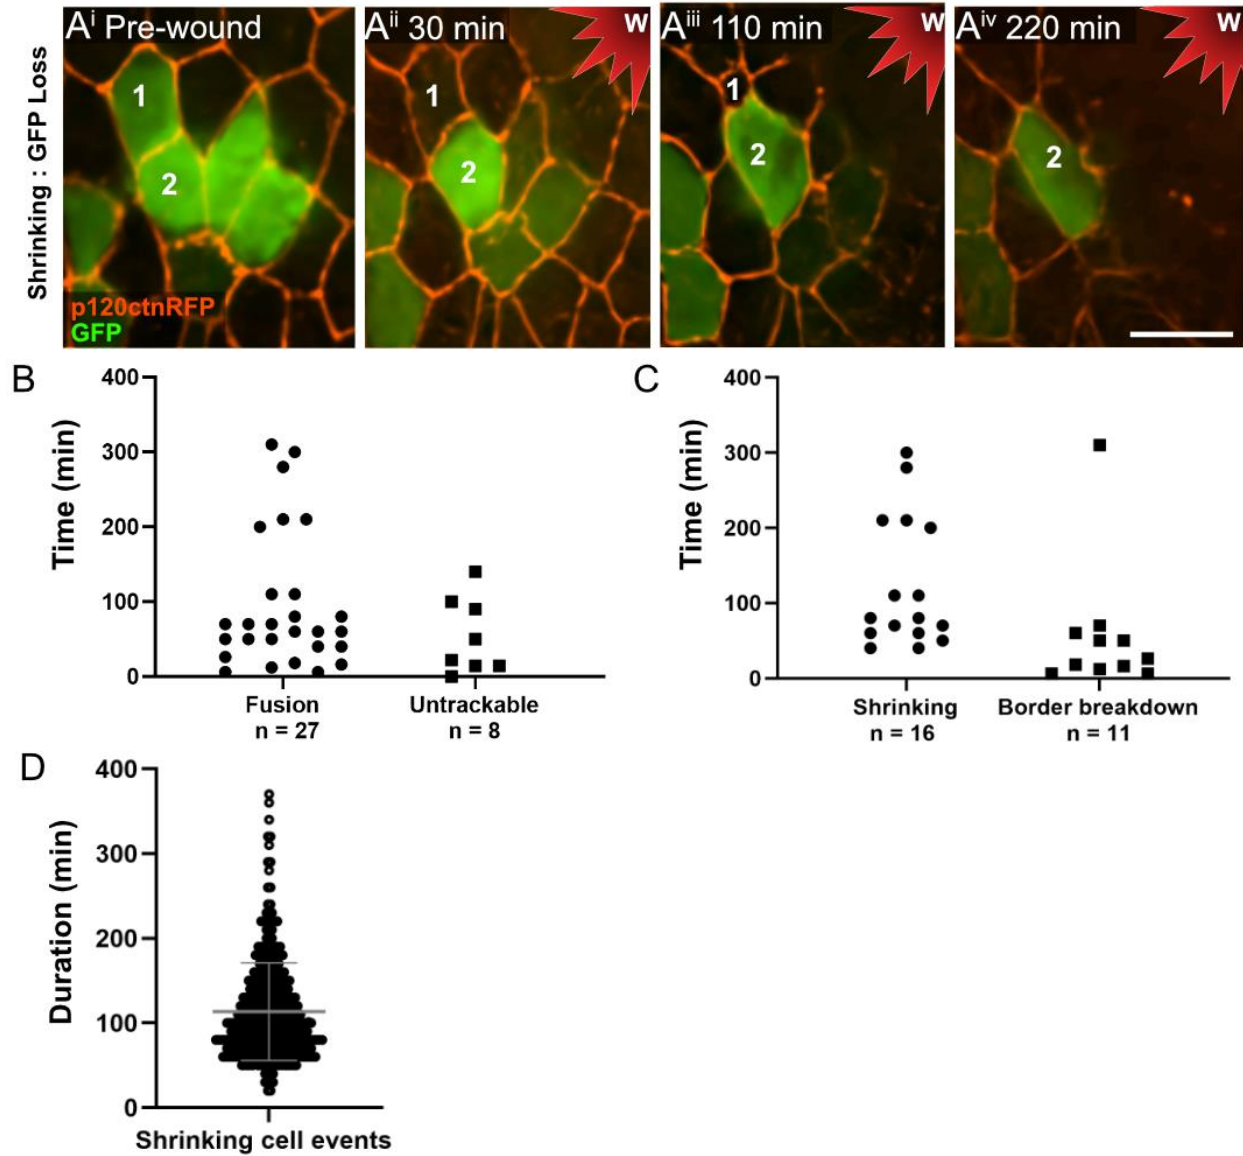 Shrinking : GFP Loss
Aⁱ Pre-wound
1
2
p120ctnRFP
GFP
Aⁱⁱ 30 min
W
1
2
Aⁱⁱⁱ 110 min
W
1
2
Aⁱᵛ 220 min
W
2
B
Time (min)
400
300
200
100
0
Fusion
n = 27
Untrackable
n = 8
C
Time (min)
400
300
200
100
0
Shrinking
n = 16
Border breakdown
n = 11
D
Duration (min)
400
300
200
100
0
Shrinking cell events